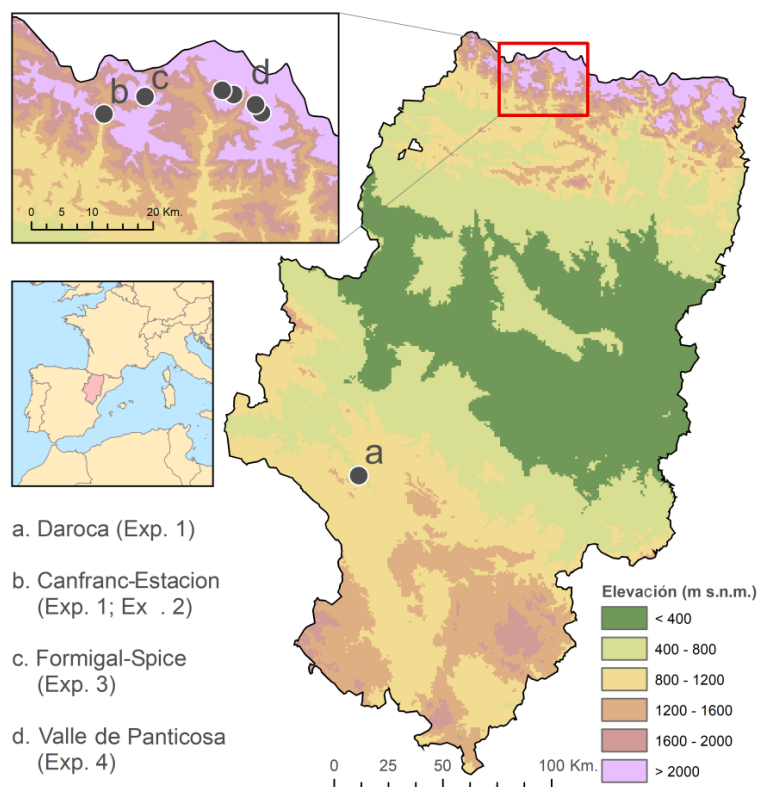 b
c
d
0 5 10 20 Km.
a
a. Daroca (Exp. 1)
b. Canfranc-Estacion
(Exp. 1; Ex . 2)
c. Formigal-Spice
(Exp. 3)
d. Valle de Panticosa
(Exp. 4)
Elevación (m s.n.m.)
< 400
400 - 800
800 - 1200
1200 - 1600
1600 - 2000
> 2000
0 25 50 100 Km.